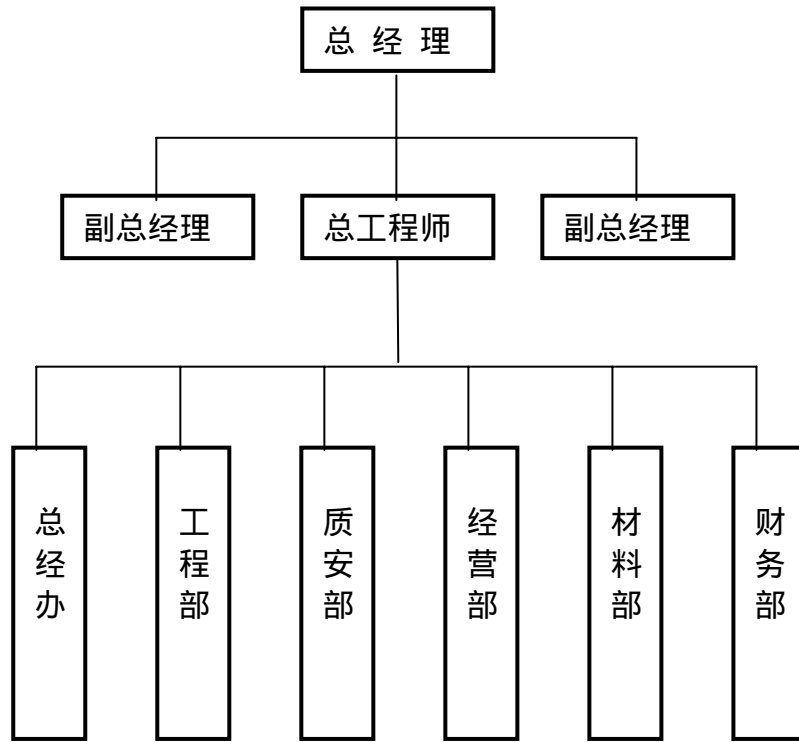 总 经 理
副总经理
总工程师
副总经理
总经办
工程部
质安部
经营部
材料部
财务部